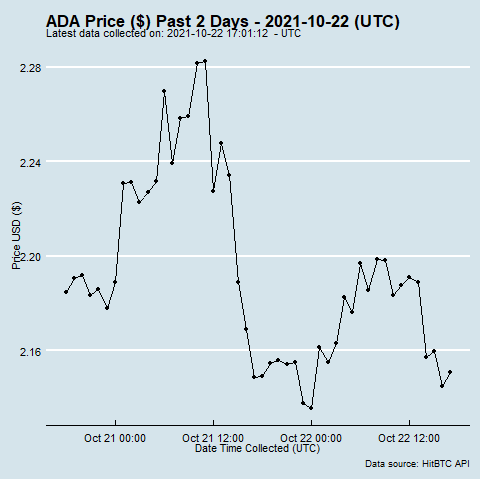 ADA Price ($) Past 2 Days - 2021-10-22 (UTC)
Latest data collected on: 2021-10-22 17:01:12 - UTC
2.28
2.24
2.20
2.16
Price USD ($)
Oct 21 00:00 Oct 21 12:00 Oct 22 00:00 Oct 22 12:00
Date Time Collected (UTC)
Data source: HitBTC API